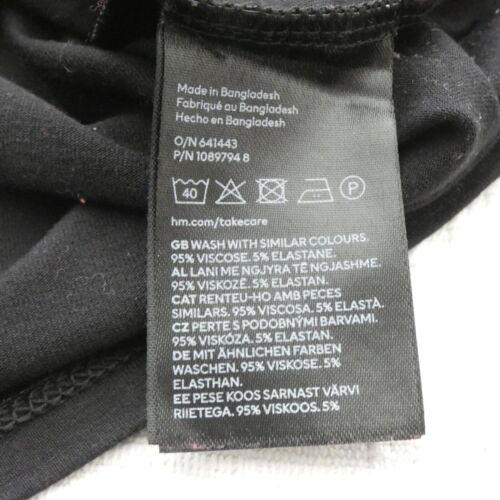 Made in Bangladesh
Fabriqué au Bangladesh
Hecho en Bangladesh
O/N 641443
P/N 1089794 8
40 P
hm.com/takecare
GB WASH WITH SIMILAR COLOURS.
95% VISCOSE. 5% ELASTANE.
AL LANI ME NGJYRA TË NGJASHME.
95% VISKOZË. 5% ELASTAN.
CAT RENTEU-HO AMB PECES
SIMILARS. 95% VISCOSA. 5% ELASTÀ.
CZ PERTE S PODOBNÝMI BARVAMI.
95% VISKÓZA. 5% ELASTAN.
DE MIT ÄHNLICHEN FARBEN
WASCHEN. 95% VISKOSE. 5%
ELASTHAN.
EE PESE KOOS SARNAST VÄRVI
RIIETEGA. 95% VISKOOS. 5%